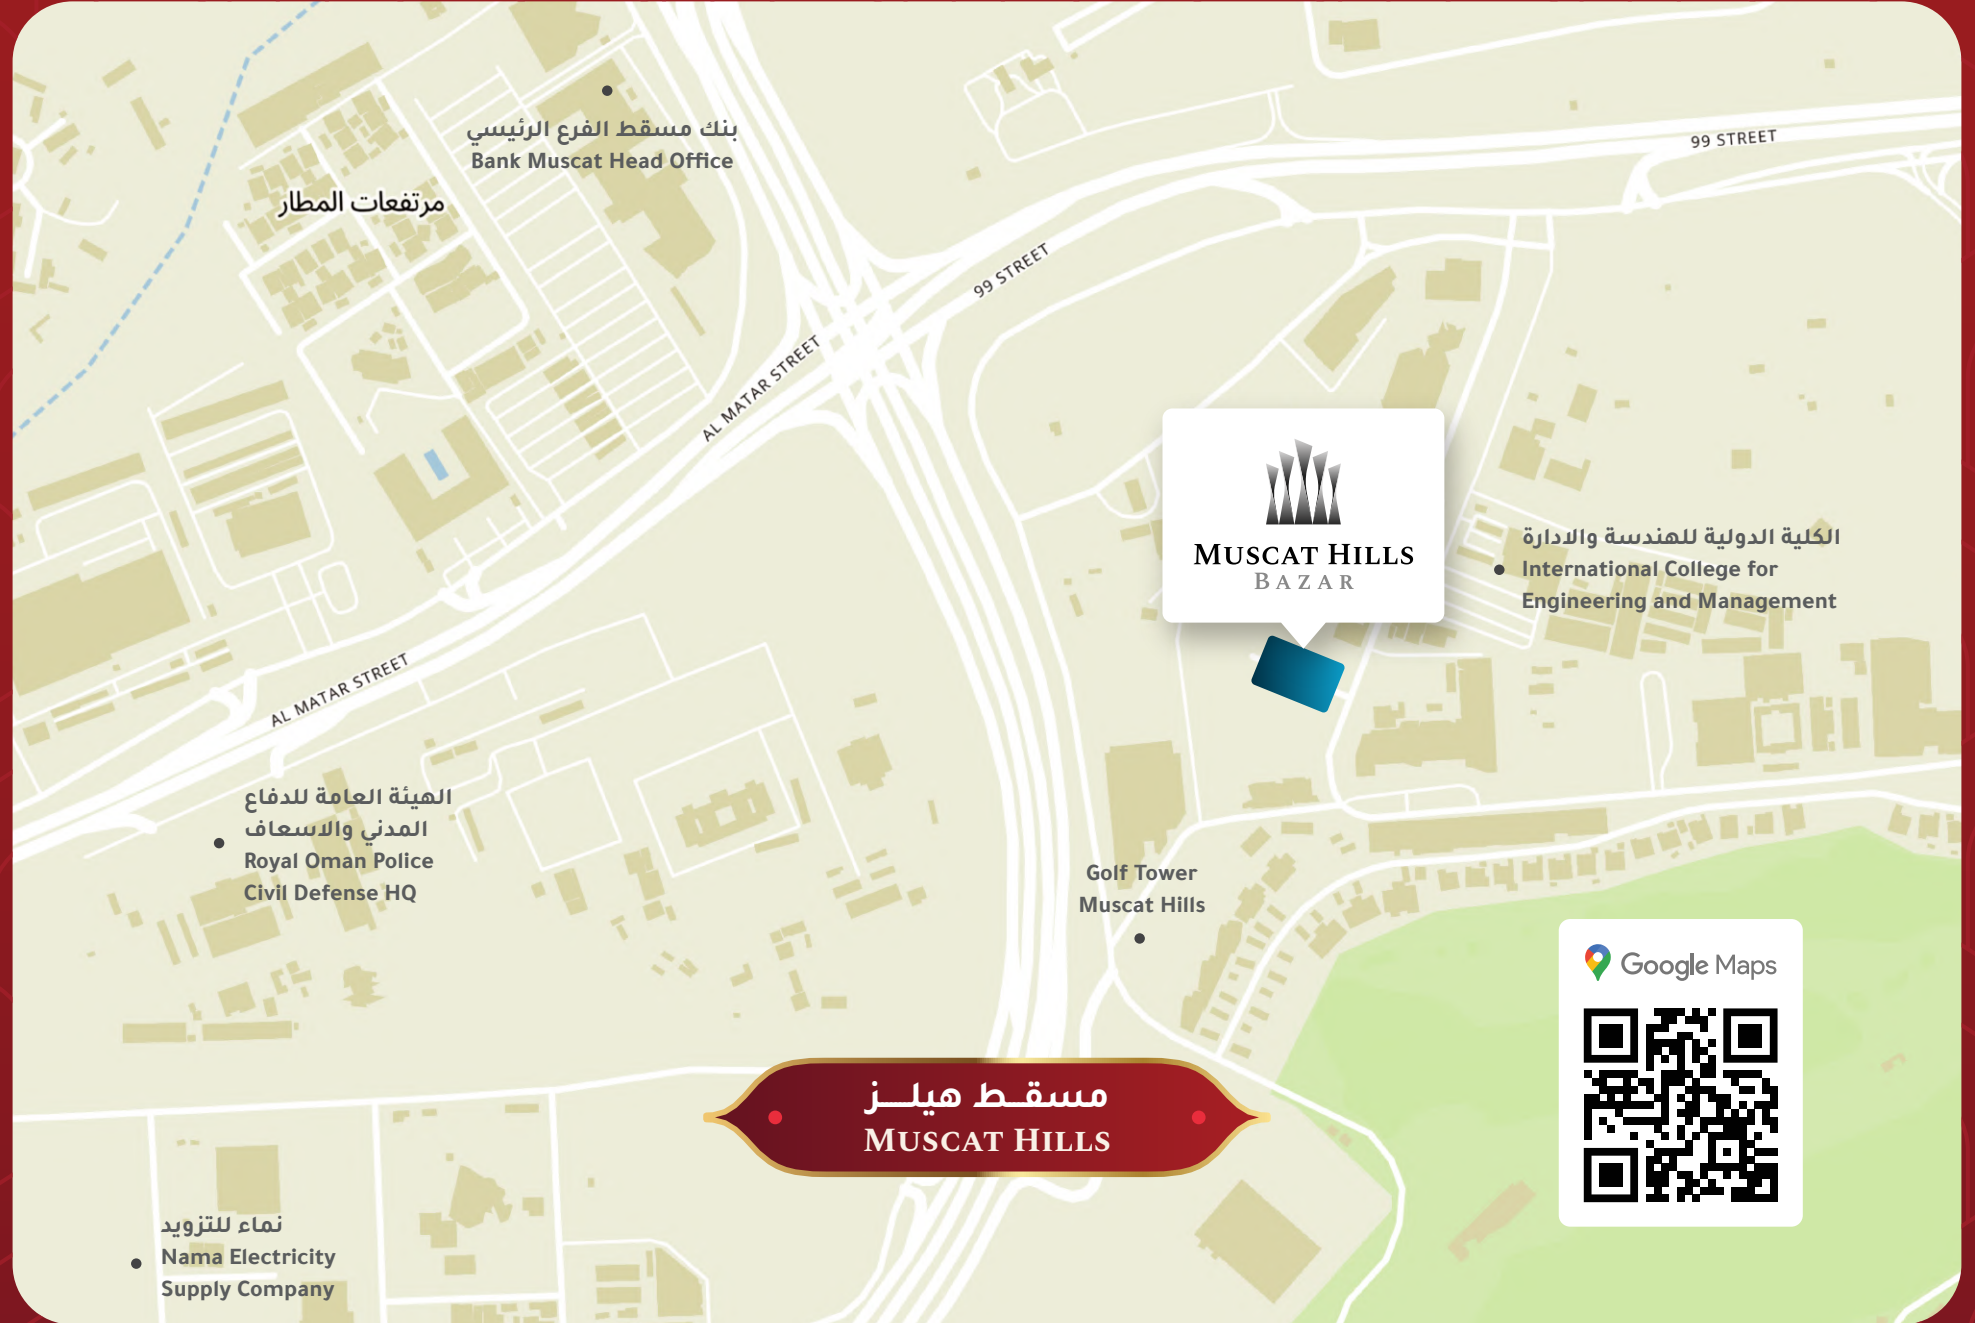 بنك مسقط الفرع الرئيسي
Bank Muscat Head Office
99 STREET
مرتفعات المطار
99 STREET
AL MATAR STREET
MUSCAT HILLS
BAZAR
الكلية الدولية للهندسة والادارة
International College for
Engineering and Management
AL MATAR STREET
الهيئة العامة للدفاع
المدني والاسعاف
Royal Oman Police
Civil Defense HQ
Golf Tower
Muscat Hills
Google Maps
مسقـط هيلـز
MUSCAT HILLS
نماء للتزويد
Nama Electricity
Supply Company